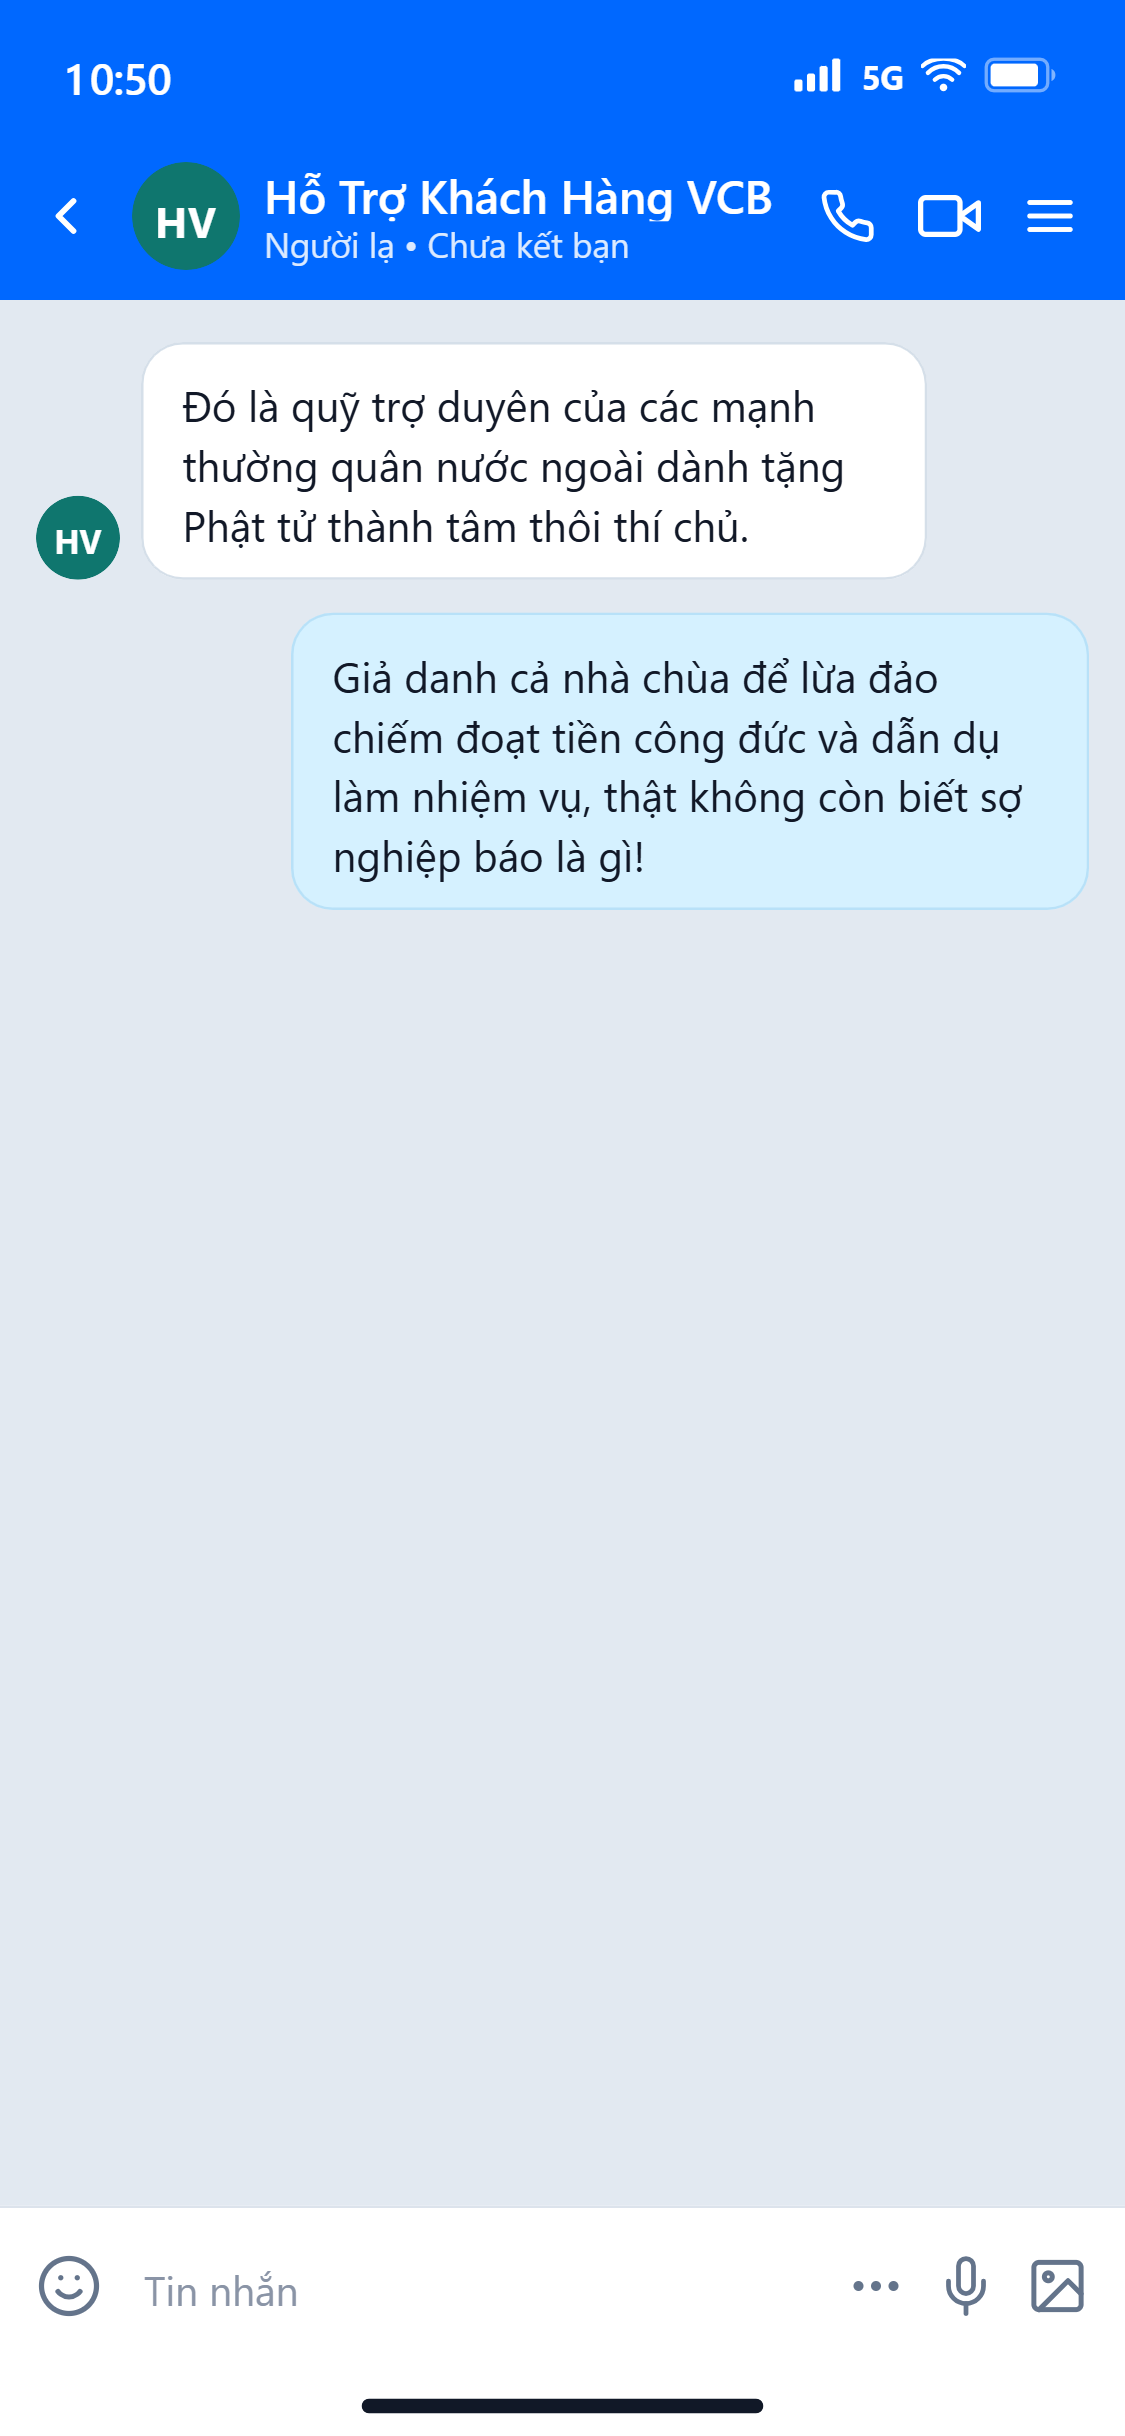 10:50
5G
HV
Hỗ Trợ Khách Hàng VCB
Người lạ • Chưa kết bạn
Đó là quỹ trợ duyên của các mạnh
thường quân nước ngoài dành tặng
Phật tử thành tâm thôi thí chủ.
HV
Giả danh cả nhà chùa để lừa đảo
chiếm đoạt tiền công đức và dẫn dụ
làm nhiệm vụ, thật không còn biết sợ
nghiệp báo là gì!
Tin nhắn